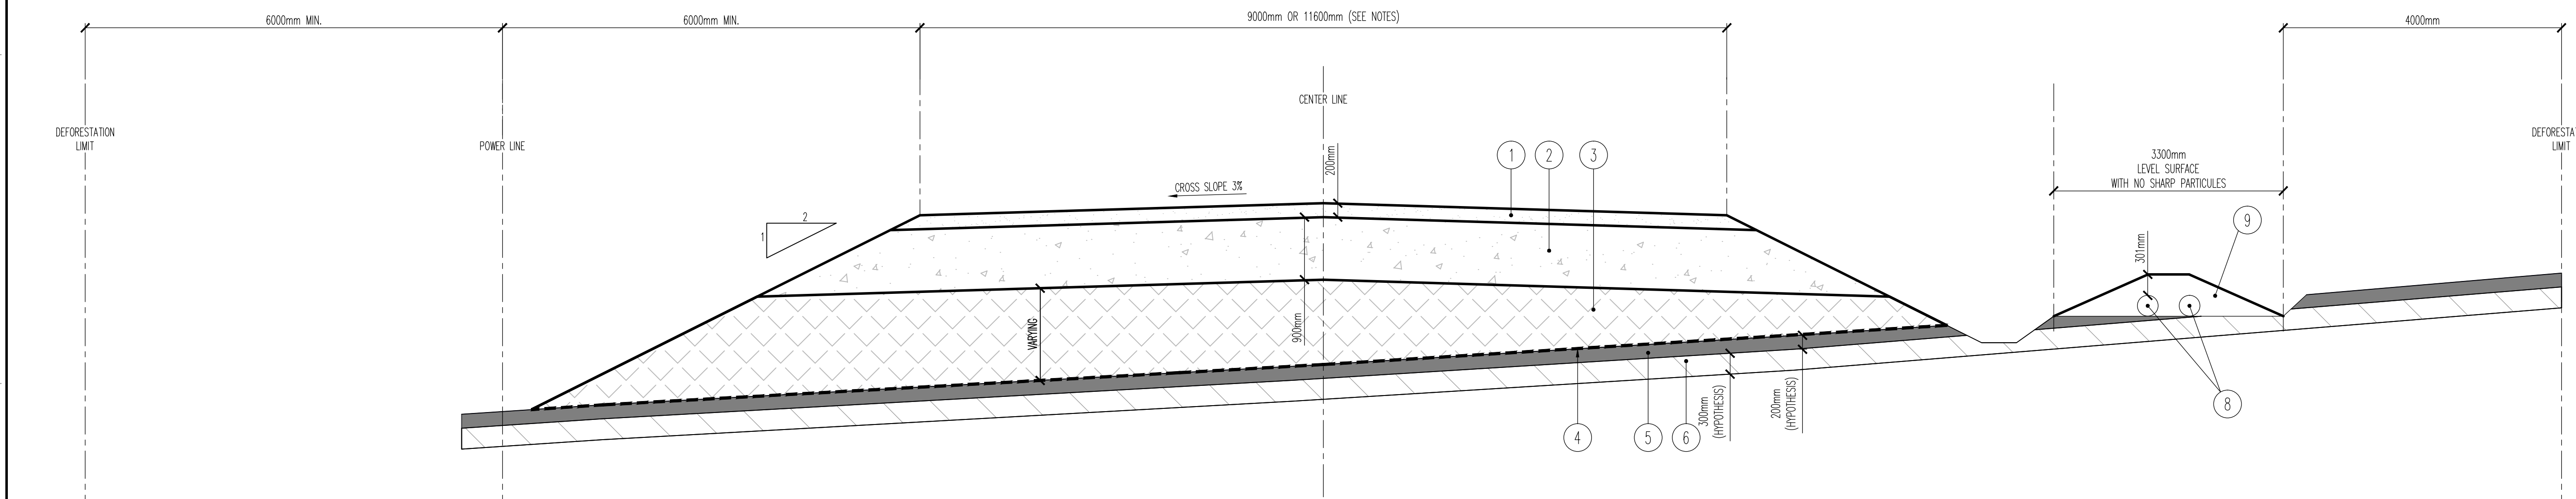 6000mm MIN.
6000mm MIN.
9000mm OR 11600mm (SEE NOTES)
4000mm
DEFORESTATION
LIMIT
POWER LINE
CENTER LINE
DEFORESTA
LIMIT
3300mm
LEVEL SURFACE
WITH NO SHARP PARTICULES
200mm
1
2
3
CROSS SLOPE 3%
2
1
9
301mm
VARYING
900mm
300mm
(HYPOTHESIS)
200mm
(HYPOTHESIS)
8
4
5
6